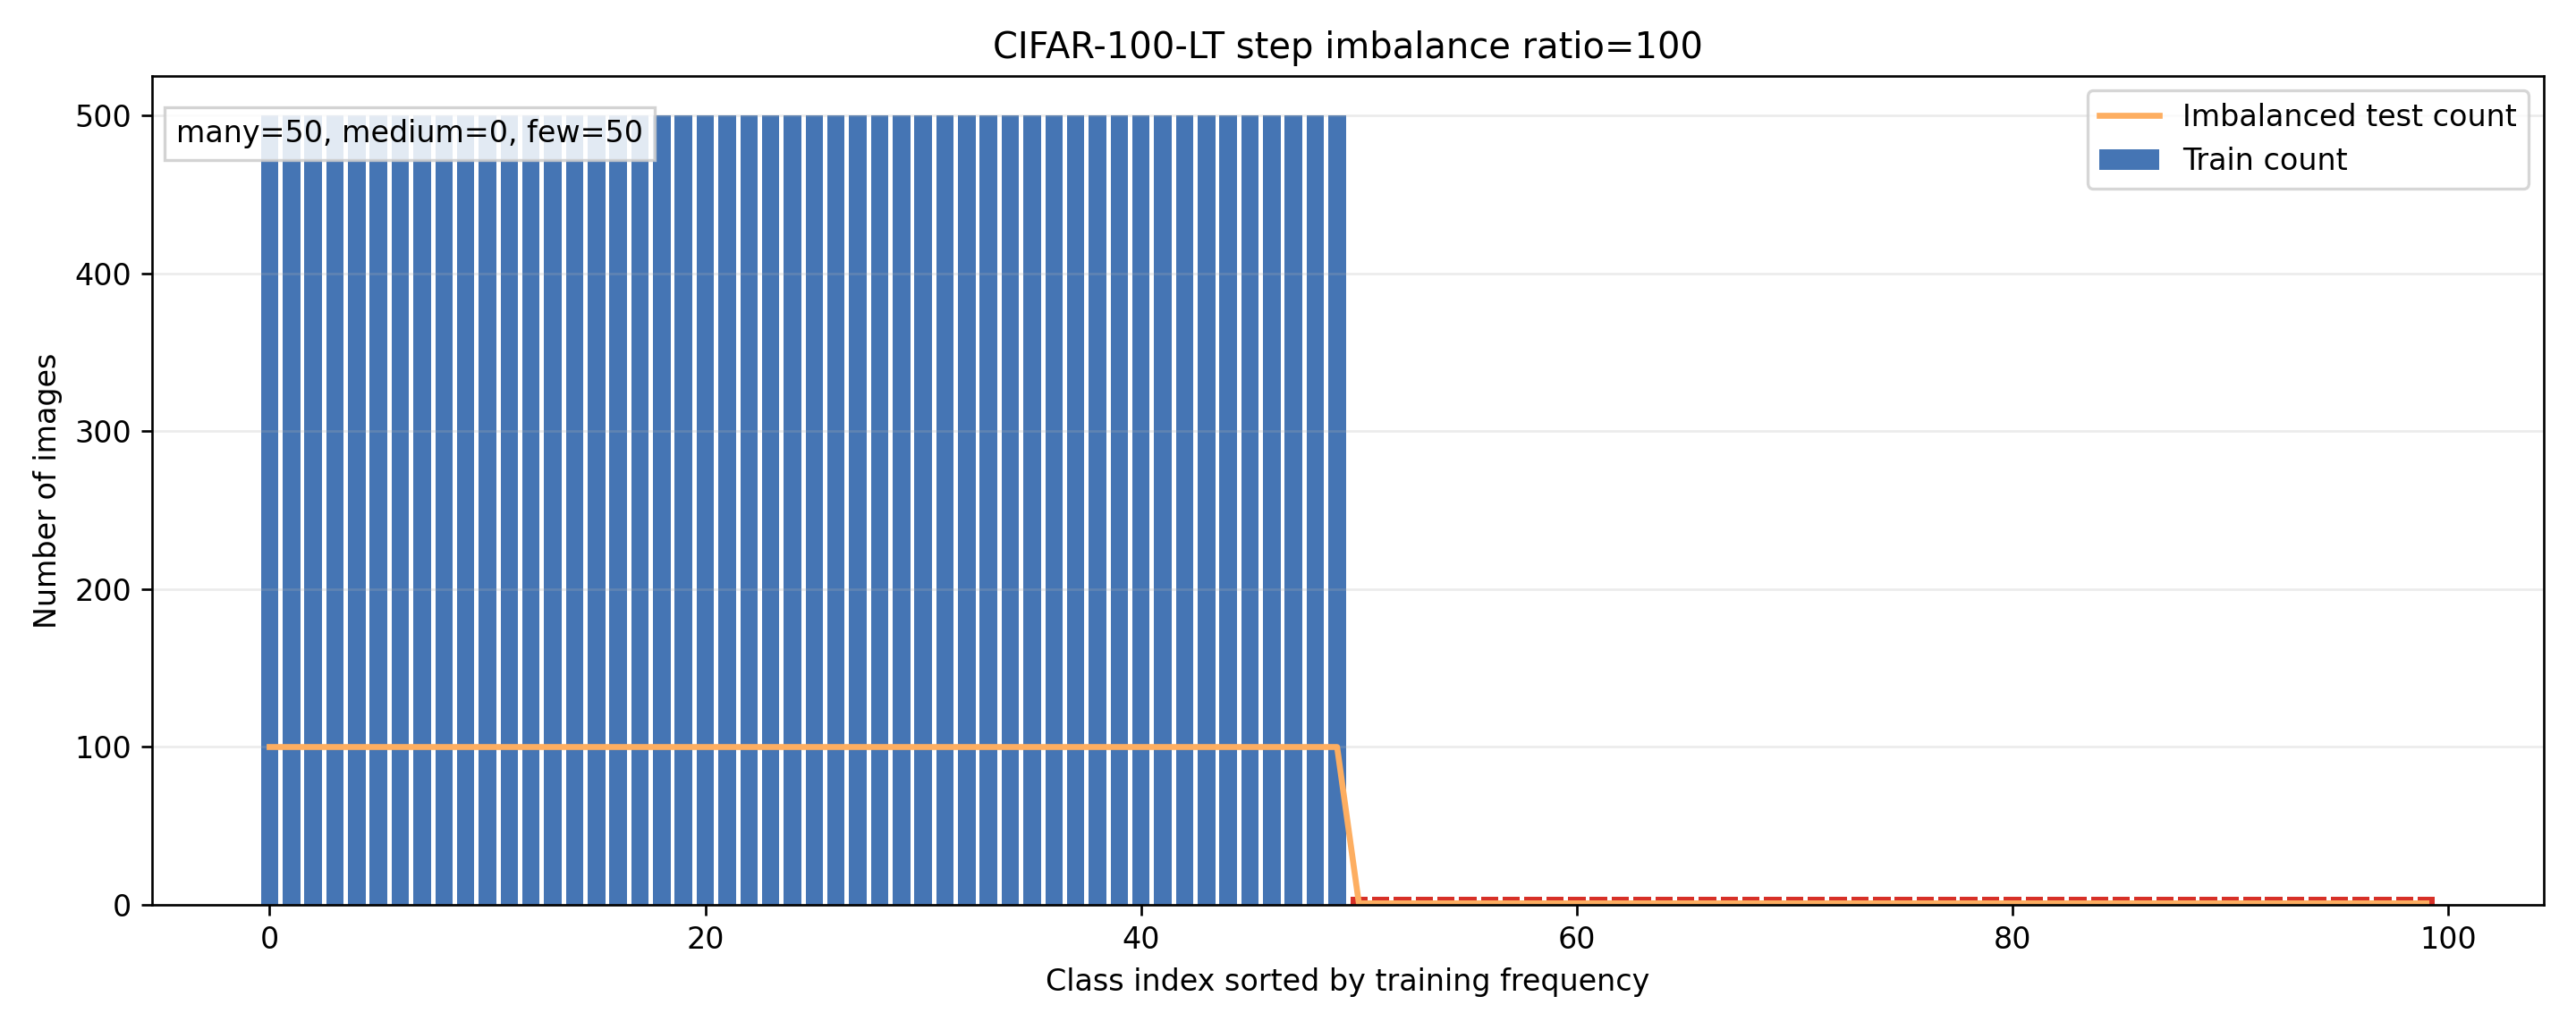 CIFAR-100-LT step imbalance ratio=100
many=50, medium=0, few=50
Imbalanced test count
Train count
Number of images
500
400
300
200
100
0
0 20 40 60 80 100
Class index sorted by training frequency